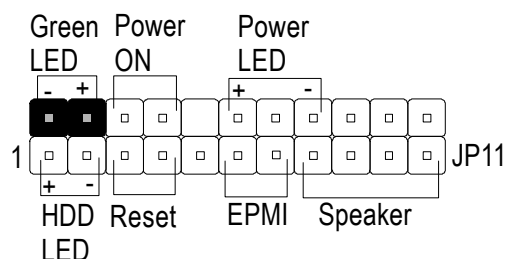 Green Power Power
LED ON LED
- + + -
1 JP11
+ -
HDD Reset EPMI Speaker
LED